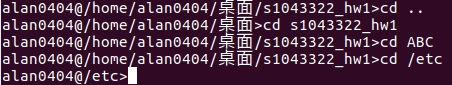 alan0404@/home/alan0404/桌面/s1043322_hw1>cd ..
alan0404@/home/alan0404/桌面>cd s1043322_hw1
alan0404@/home/alan0404/桌面/s1043322_hw1>cd ABC
alan0404@/home/alan0404/桌面/s1043322_hw1>cd /etc
alan0404@/etc>